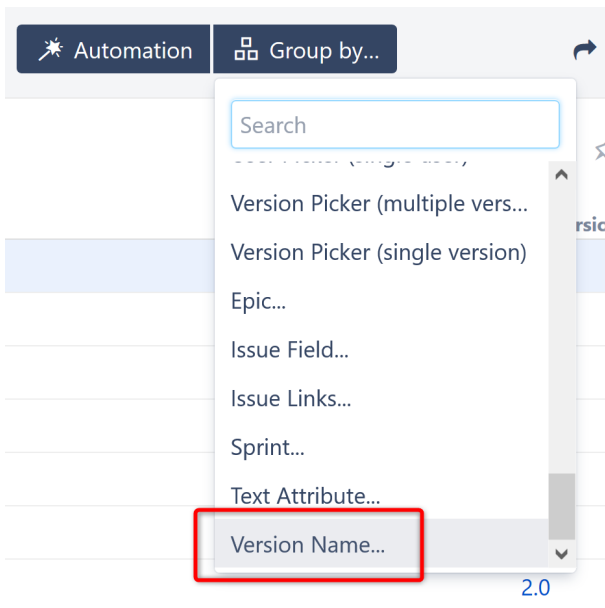 Automation
Group by...
Search
Version Picker (multiple vers...
Version Picker (single version)
Epic...
Issue Field...
Issue Links...
Sprint...
Text Attribute...
Version Name...
2.0